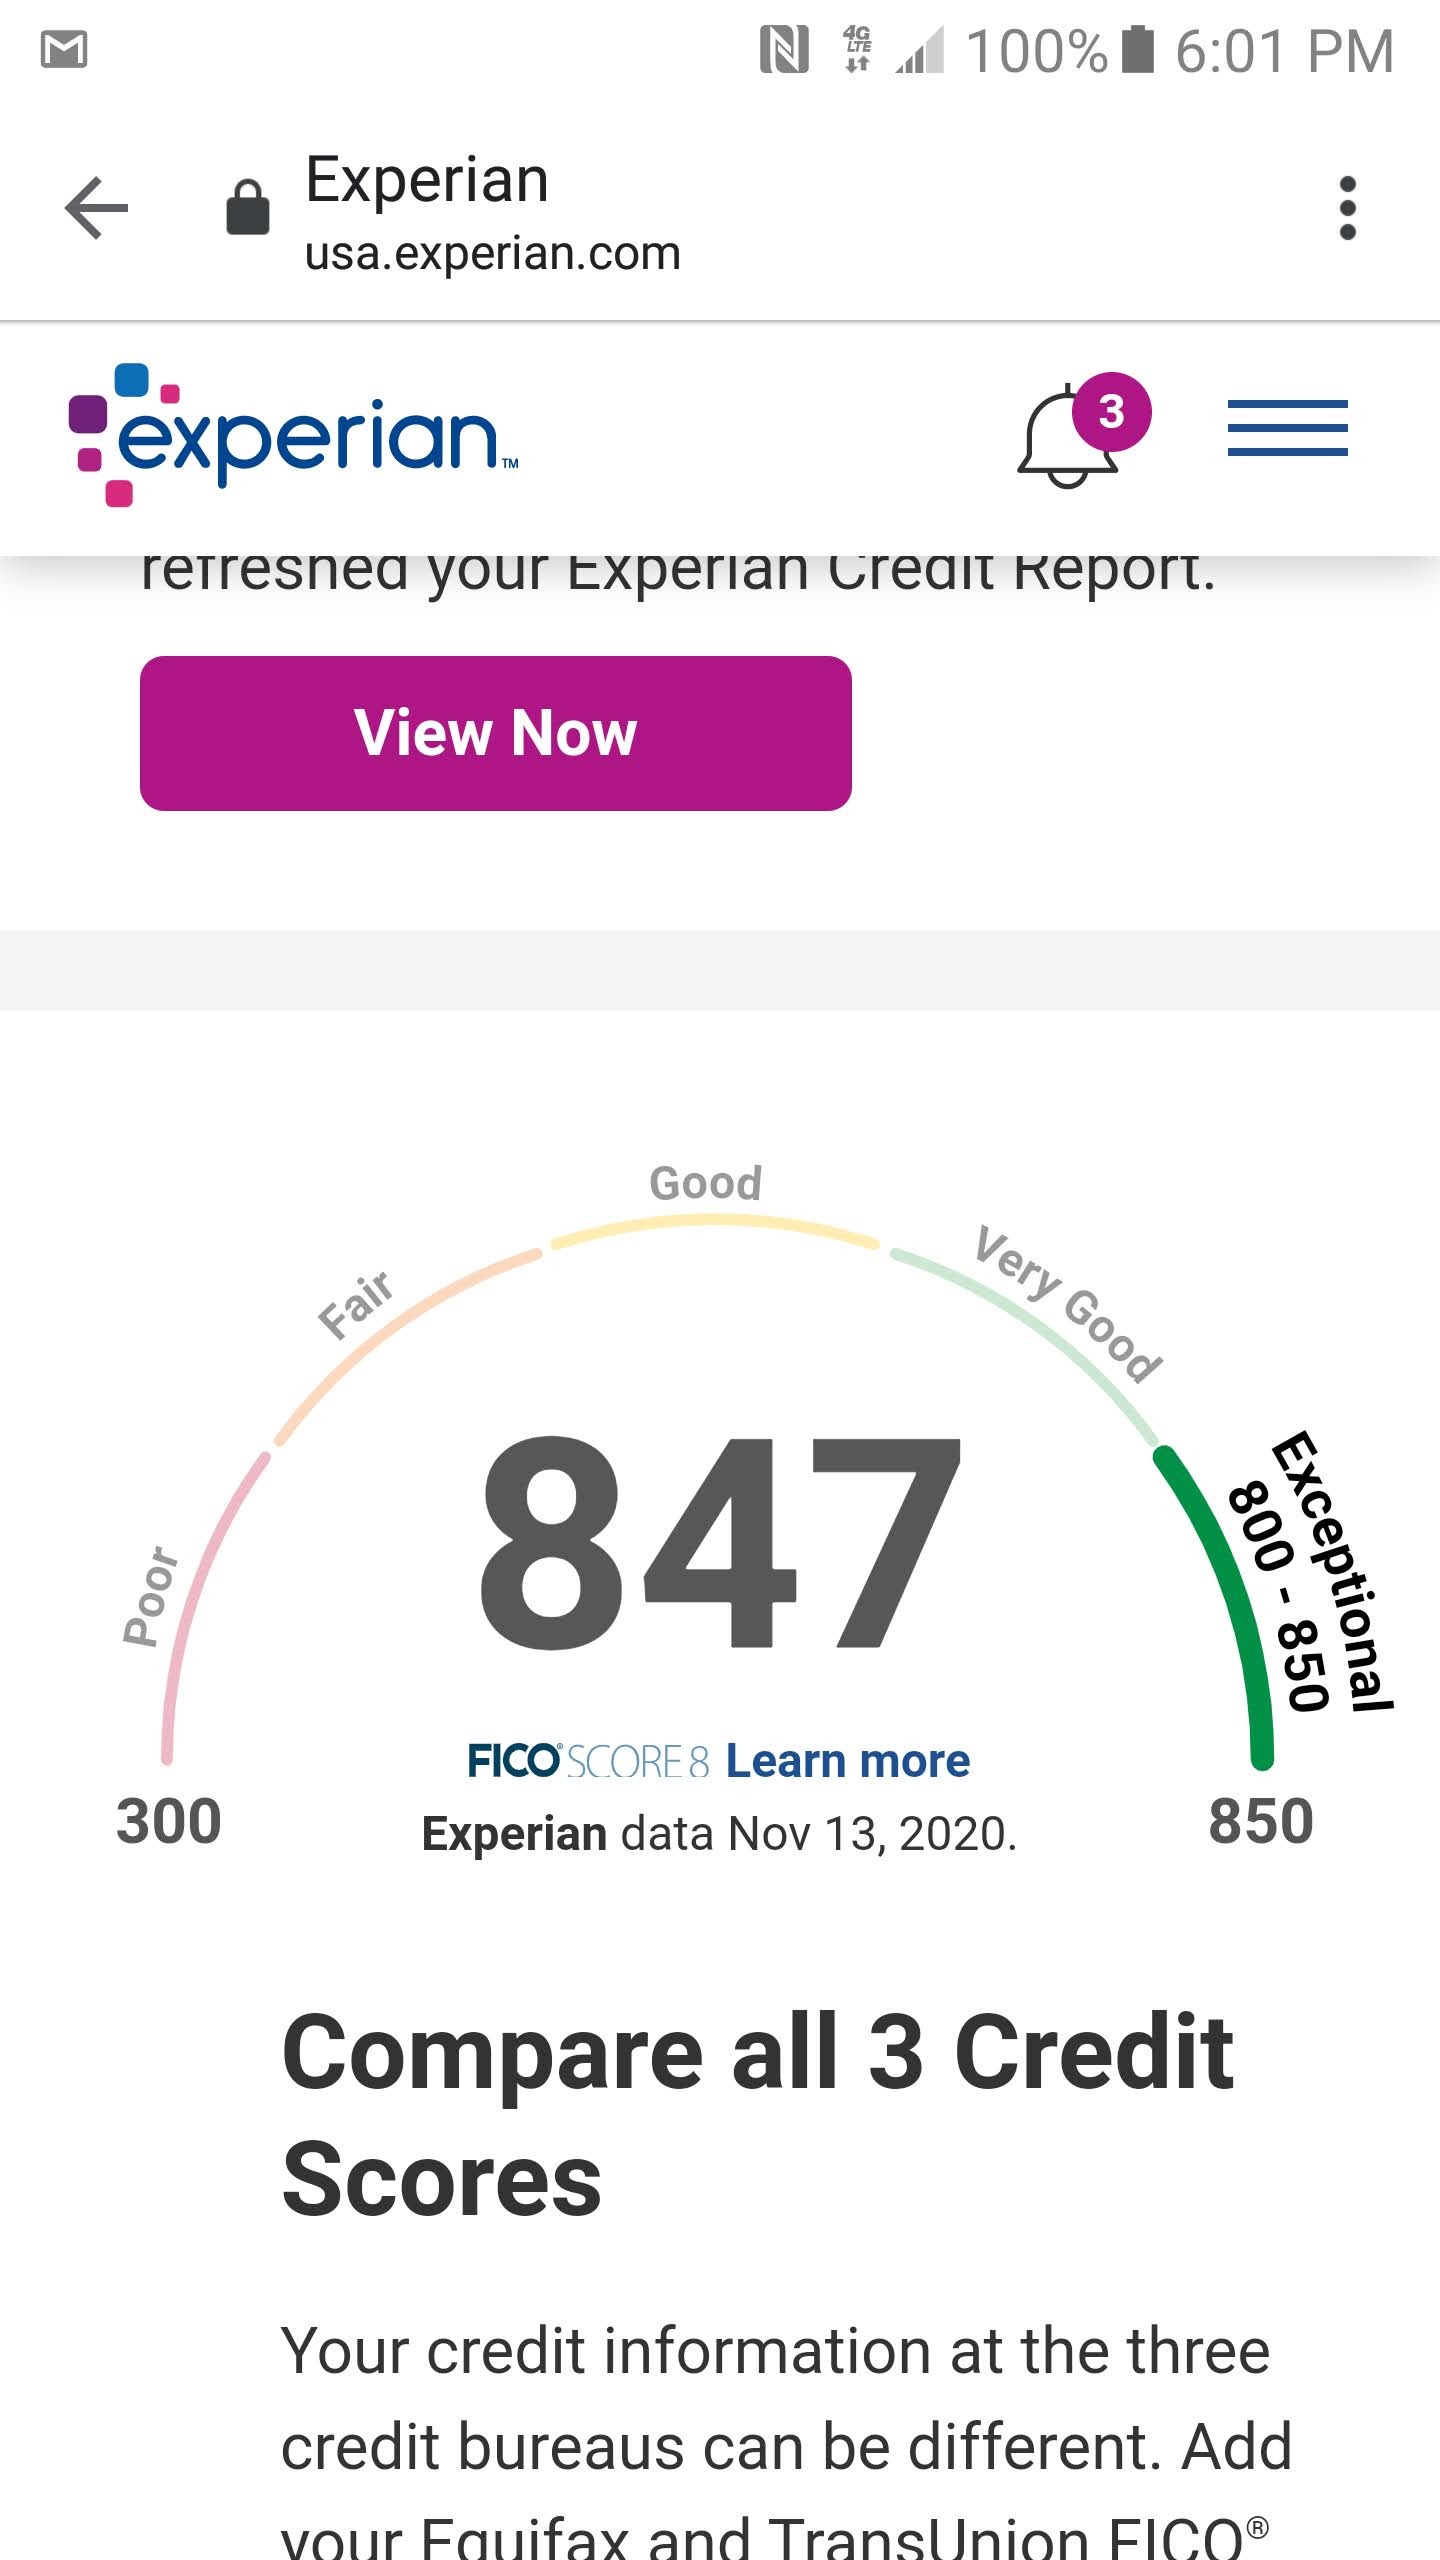 4G
LTE
100% 6:01 PM
Experian
usa.experian.com
experian™
3
refreshed your Experian Credit Report.
View Now
Good
Fair
Very Good
Poor
Exceptional
800 - 850
847
FICO® SCORE 8 Learn more
300
850
Experian data Nov 13, 2020.
Compare all 3 Credit
Scores
Your credit information at the three
credit bureaus can be different. Add
your Equifax and TransUnion FICO®